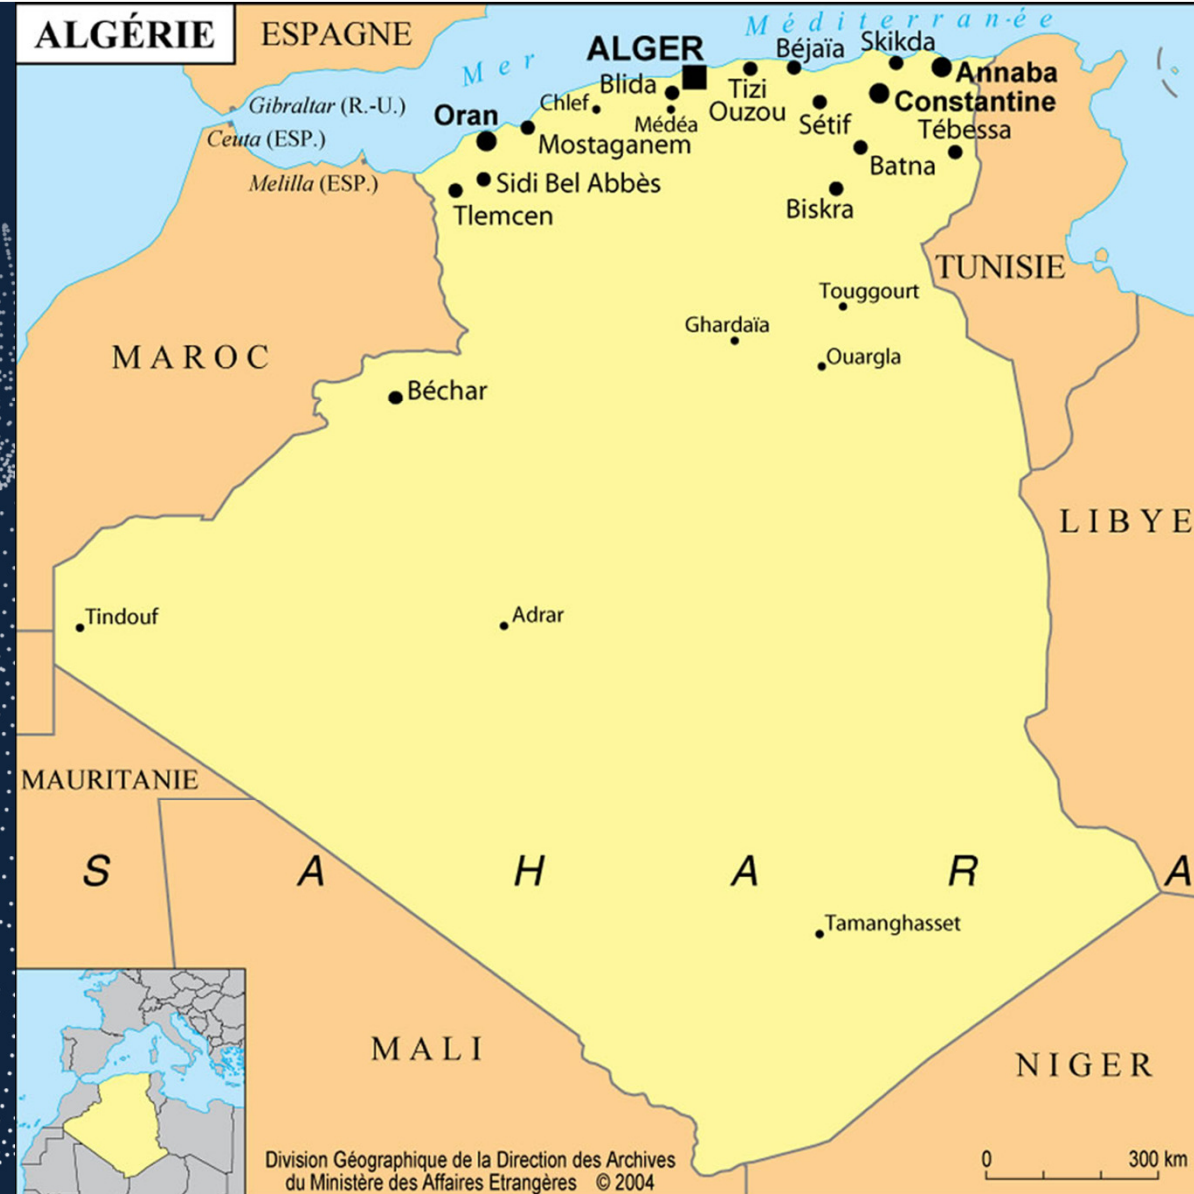 ALGÉRIE
ESPAGNE
Mer
Méditerranée
ALGER
Béjaïa
Skikda
Annaba
Blida
Tizi
Ouzou
Constantine
Chlef
Médéa
Sétif
Tébessa
Oran
Mostaganem
Batna
Gibraltar (R.-U.)
Ceuta (ESP.)
Melilla (ESP.)
Sidi Bel Abbès
Tlemcen
Biskra
TUNISIE
Touggourt
Ghardaïa
Ouargla
MAROC
Béchar
LIBYE
Tindouf
Adrar
MAURITANIE
SAHARA
Tamanghasset
MALI
NIGER
Division Géographique de la Direction des Archives
du Ministère des Affaires Etrangères © 2004
0 300 km